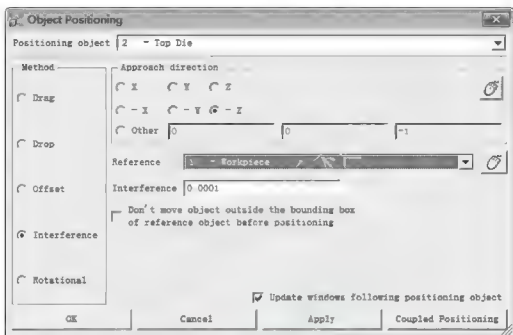 Object Positioning
Positioning object 2 - Top Die
Method
Approach direction
Drag
X Y Z
-X -Y -Z
Other 0 0 -1
Drop
Reference 1 - Workpiece
Offset
Interference 0.0001
Don't move object outside the bounding box
of reference object before positioning
Interference
Rotational
Update windows following positioning object
OK Cancel Apply Coupled Positioning